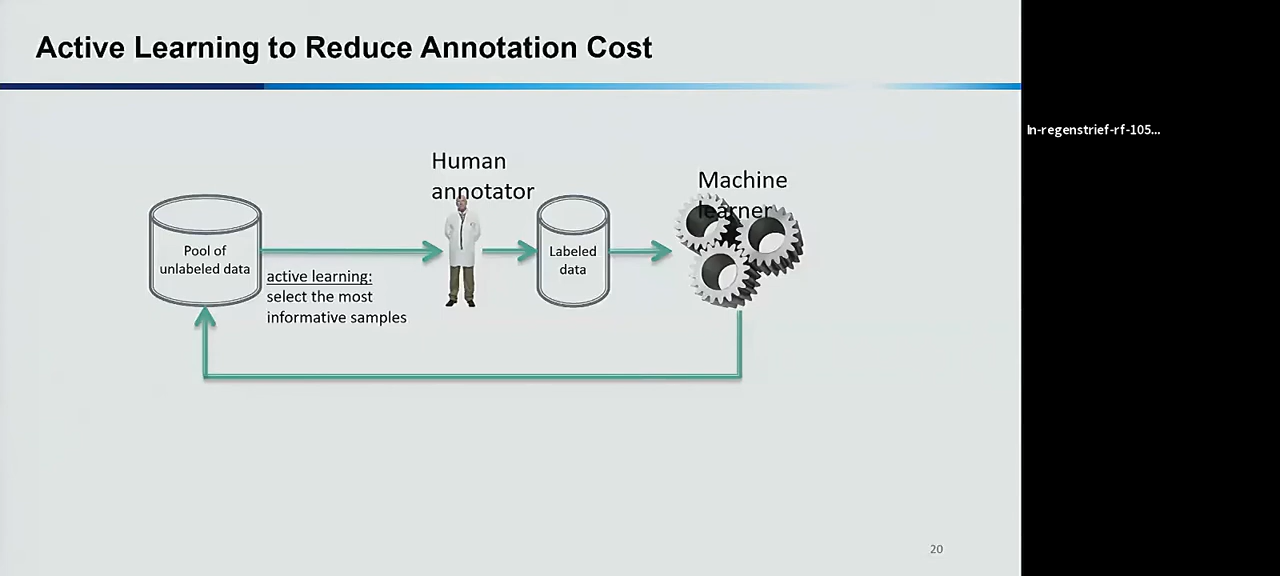 Active Learning to Reduce Annotation Cost
ln-regenstrief-rf-105...
Human
annotator
Machine
learner
Pool of
unlabeled data
active learning:
select the most
informative samples
Labeled
data
20